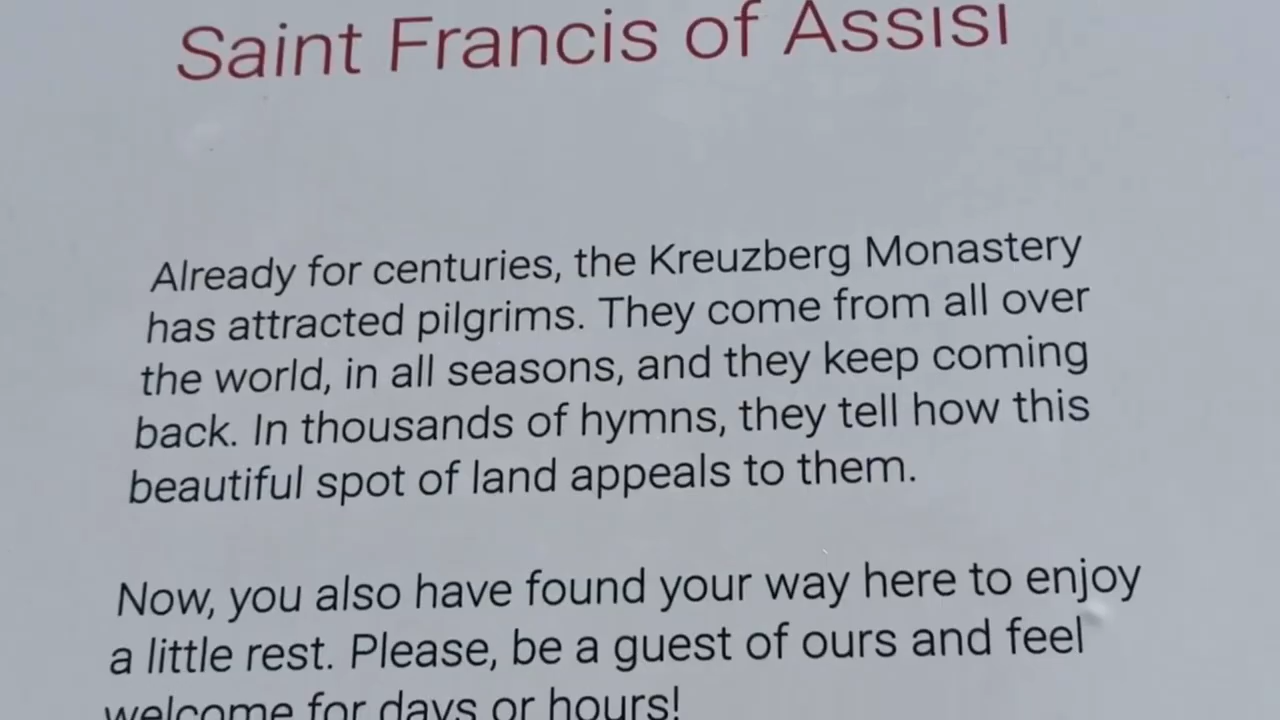 Saint Francis of Assisi
Already for centuries, the Kreuzberg Monastery
has attracted pilgrims. They come from all over
the world, in all seasons, and they keep coming
back. In thousands of hymns, they tell how this
beautiful spot of land appeals to them.
Now, you also have found your way here to enjoy
a little rest. Please, be a guest of ours and feel
welcome for days or hours!